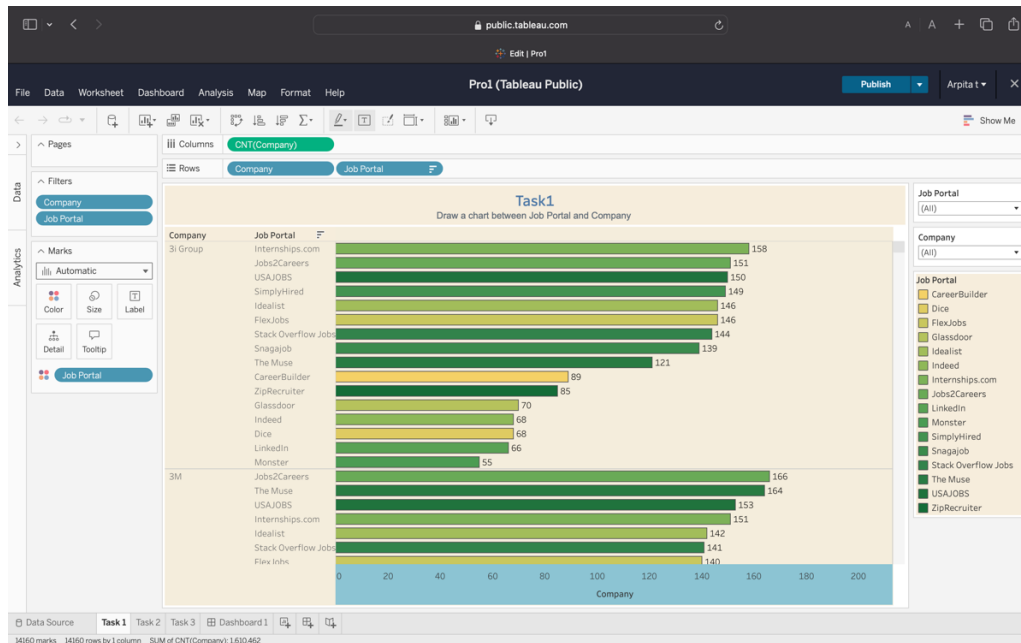 public.tableau.com
A A
Edit | Pro1
Pro1 (Tableau Public)
File Data Worksheet Dashboard Analysis Map Format Help
Publish
Arpita t
Show Me
Pages
iii Columns CNT(Company)
Rows Company Job Portal
Data
Analytics
Filters
Company
Job Portal
Marks
Automatic
Color Size Label
Detail Tooltip
Job Portal
Task1
Draw a chart between Job Portal and Company
Company Job Portal
3i Group Internships.com 158
Jobs2Careers 151
USAJOBS 150
SimplyHired 149
Idealist 146
FlexJobs 146
Stack Overflow Jobs 144
Snagajob 139
The Muse 121
CareerBuilder 89
ZipRecruiter 85
Glassdoor 70
Indeed 68
Dice 68
LinkedIn 66
Monster 55
3M Jobs2Careers 166
The Muse 164
USAJOBS 153
Internships.com 151
Idealist 142
Stack Overflow Jobs 141
FlexJobs 140
0 20 40 60 80 100 120 140 160 180 200
Company
Job Portal
(All)
Company
(All)
Job Portal
CareerBuilder
Dice
FlexJobs
Glassdoor
Idealist
Indeed
Internships.com
Jobs2Careers
LinkedIn
Monster
SimplyHired
Snagajob
Stack Overflow Jobs
The Muse
USAJOBS
ZipRecruiter
Data Source Task 1 Task 2 Task 3 Dashboard 1
14160 marks 14160 rows by 1 column SUM of CNT(Company): 1,610,462